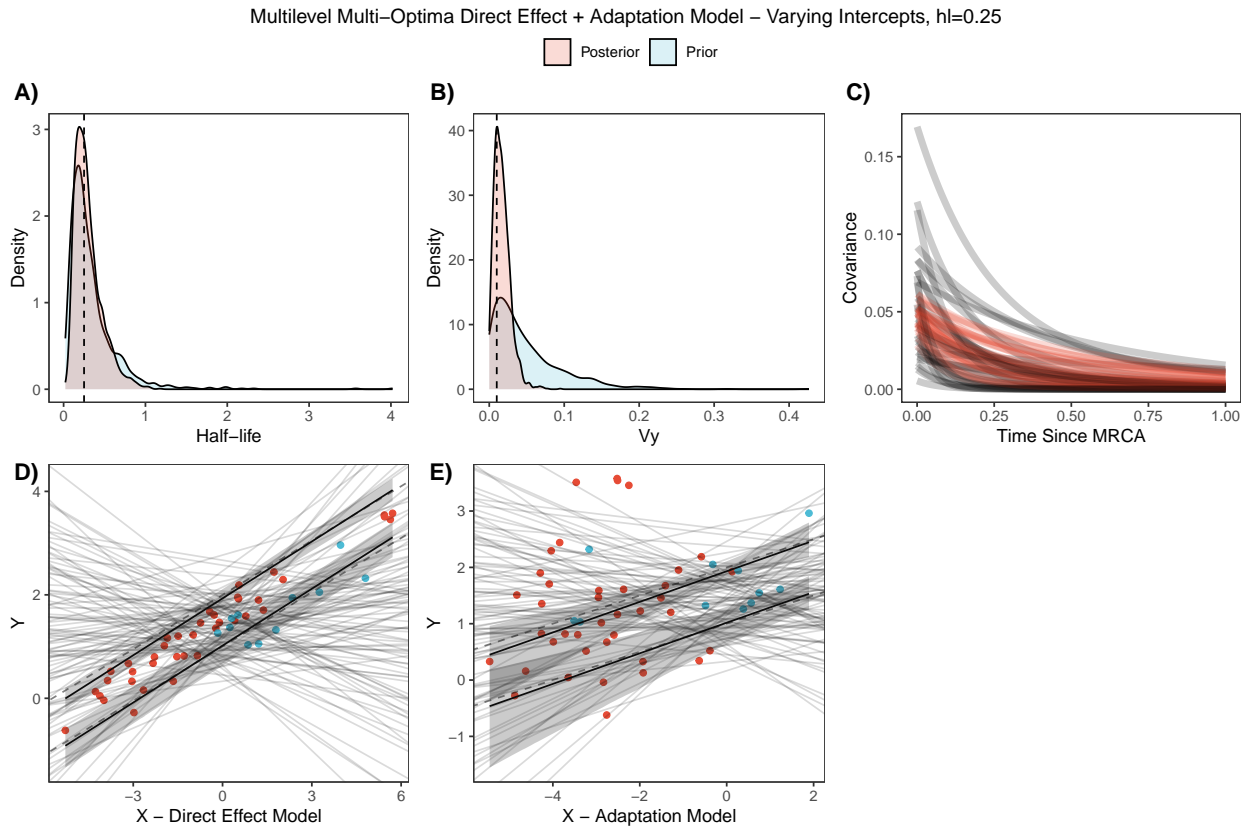 Multilevel Multi−Optima Direct Effect + Adaptation Model − Varying Intercepts, hl=0.25
Posterior Prior
A) B) C)
3
2
1
0
Density
0 1 2 3 4
Half−life
40
30
20
10
0
Density
0.0 0.1 0.2 0.3 0.4
Vy
0.15
0.10
0.05
0.00
Covariance
0.00 0.25 0.50 0.75 1.00
Time Since MRCA
D) E)
4
2
0
Y
−3 0 3 6
X − Direct Effect Model
3
2
1
0
−1
Y
−4 −2 0 2
X − Adaptation Model